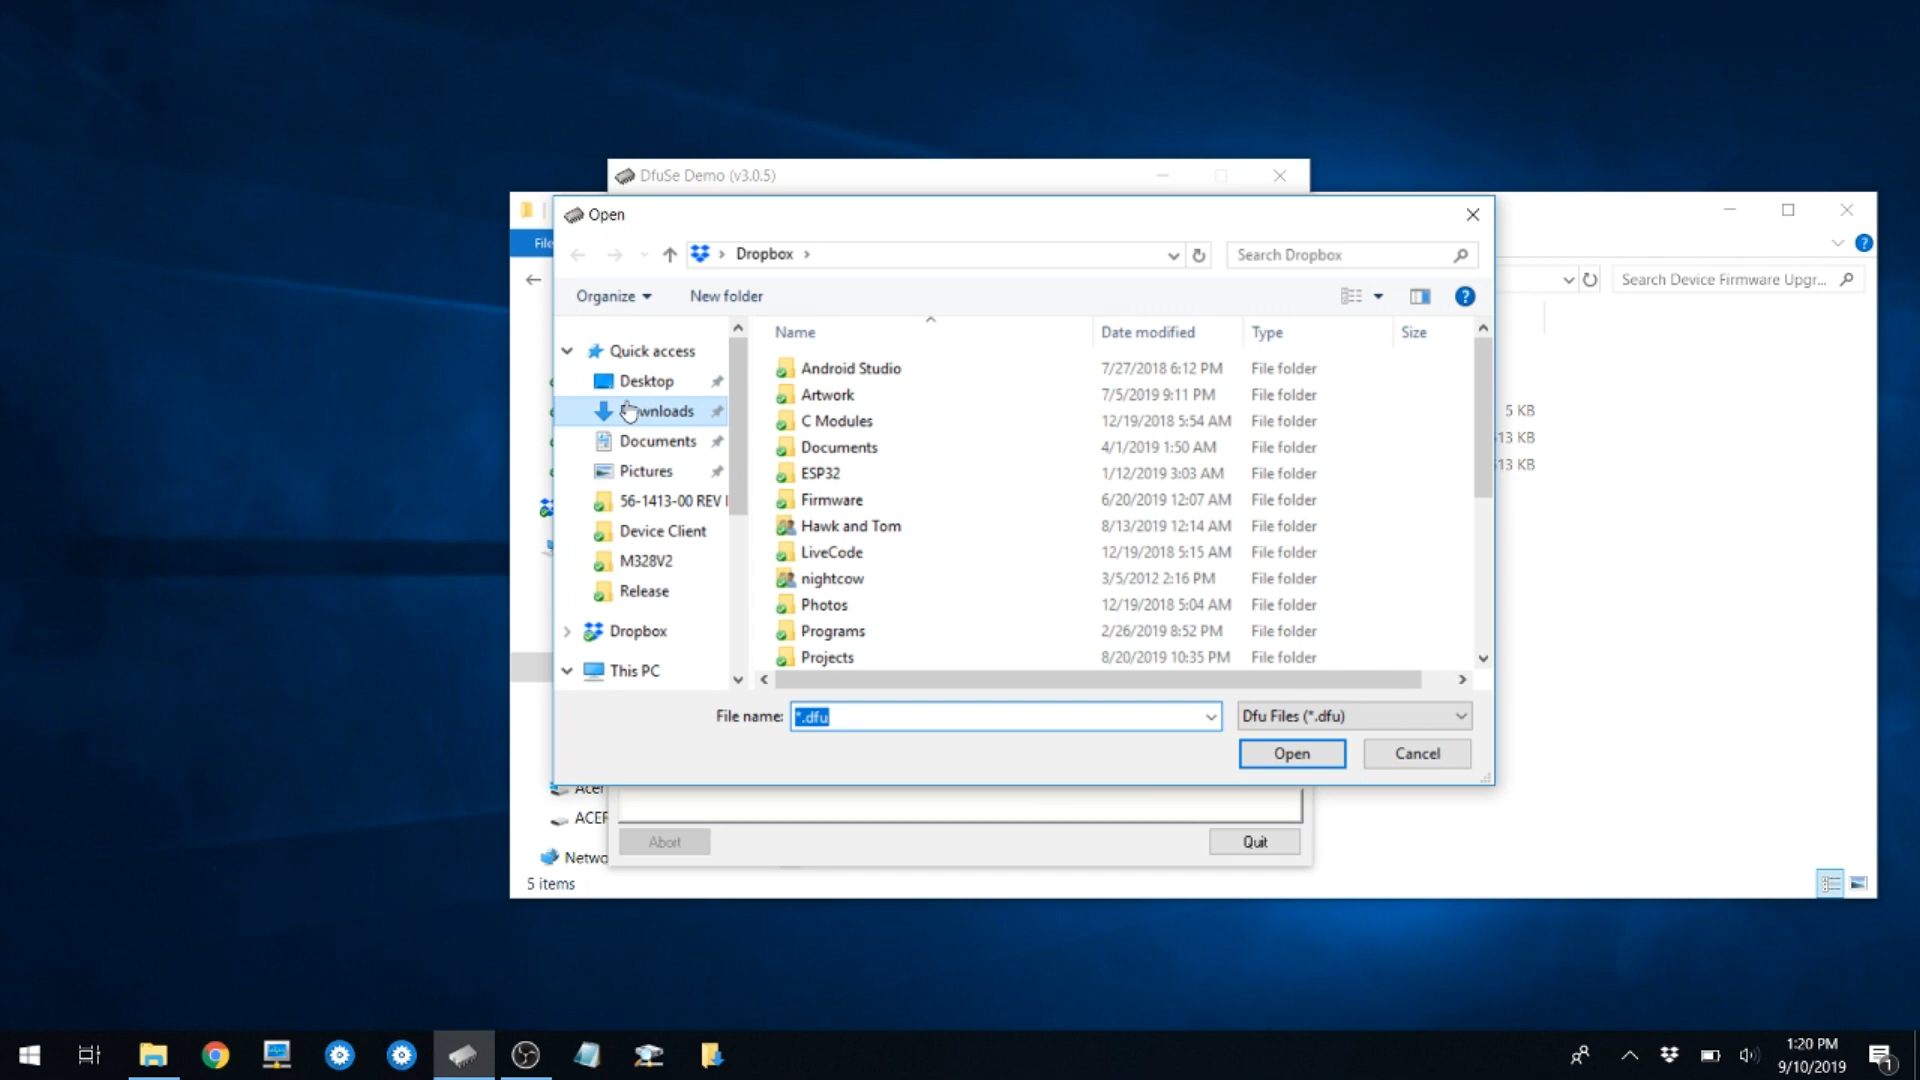 DfuSe Demo (v3.0.5)
Open
File
Dropbox
Search Dropbox
Search Device Firmware Upgr...
Organize
New folder
Name
Date modified
Type
Size
Quick access
Desktop
Documents
Pictures
56-1413-00 REV
Device Client
M328V2
Release
Dropbox
This PC
Android Studio 7/27/2018 6:12 PM File folder
Artwork 7/5/2019 9:11 PM File folder
C Modules 12/19/2018 5:54 AM File folder
Documents 4/1/2019 1:50 AM File folder
ESP32 1/12/2019 3:03 AM File folder
Firmware 6/20/2019 12:07 AM File folder
Hawk and Tom 8/13/2019 12:14 AM File folder
LiveCode 12/19/2018 5:15 AM File folder
nightcow 3/5/2012 2:16 PM File folder
Photos 12/19/2018 5:04 AM File folder
Programs 2/26/2019 8:52 PM File folder
Projects 8/20/2019 10:35 PM File folder
5 KB
13 KB
13 KB
File name: *.dfu
Dfu Files (*.dfu)
Open
Cancel
Acer
ACER
Abort
Quit
5 items
1:20 PM
9/10/2019
1